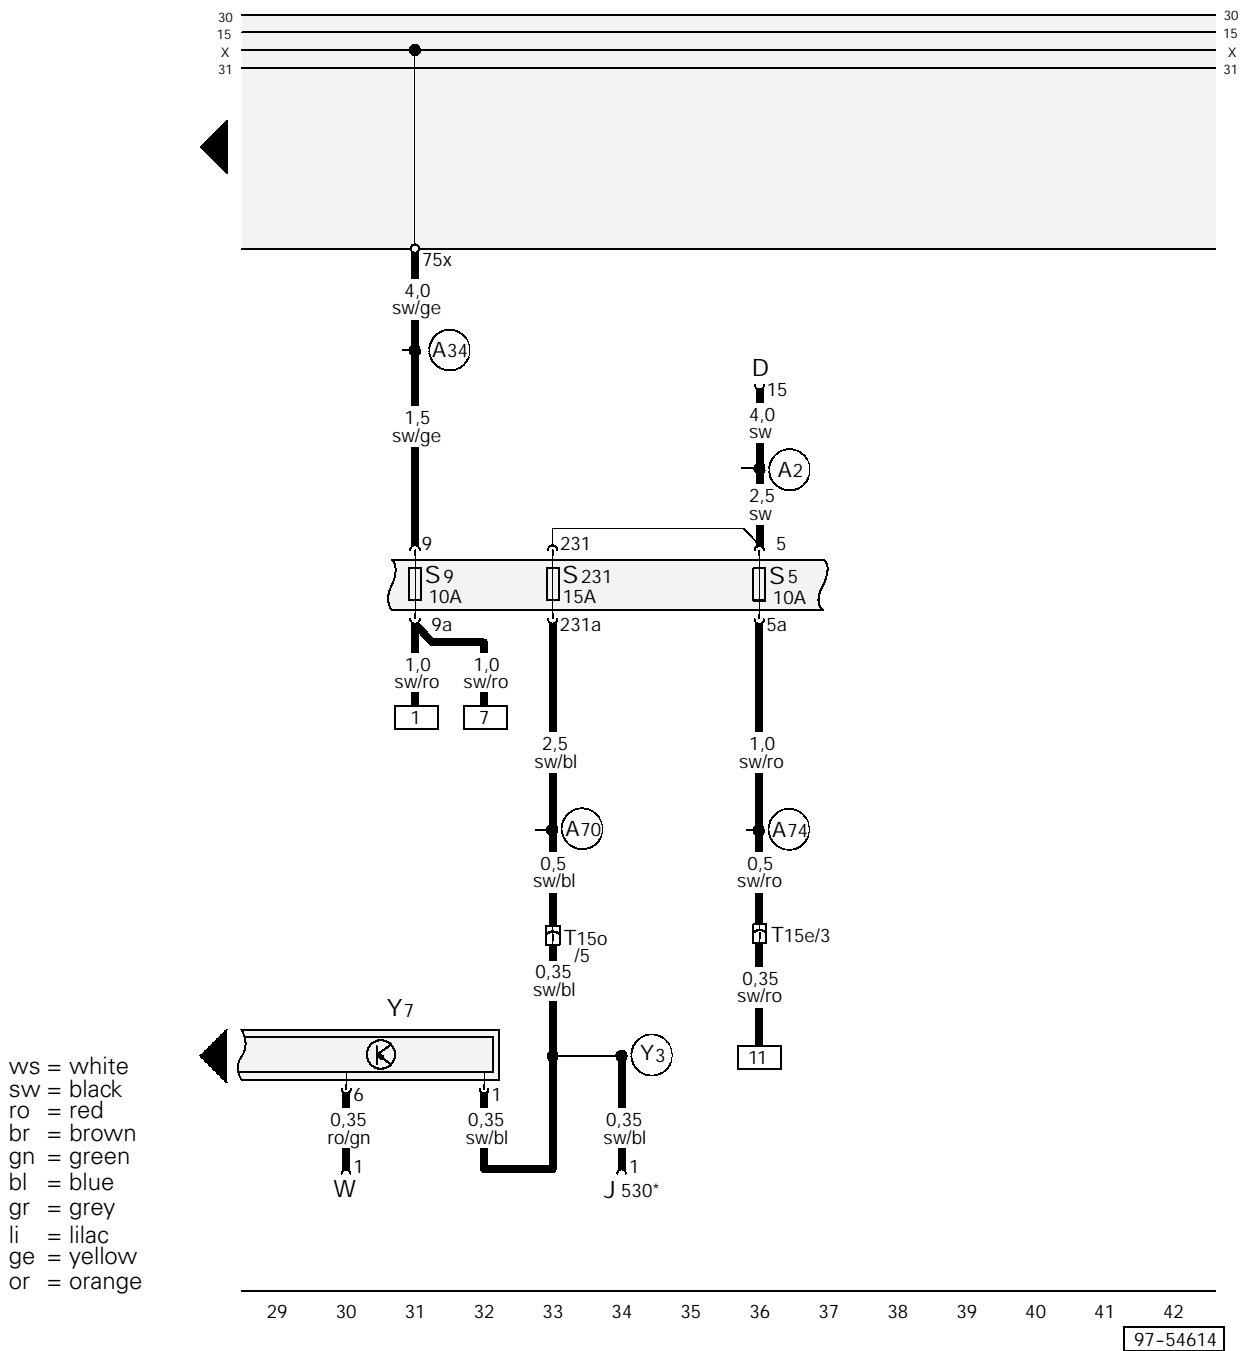 30 30
15 15
X X
31 31
75x
4,0
sw/ge
A34
D
15
1,5
sw/ge
4,0
sw
A2
2,5
sw
9 231 5
S9 S231 S5
10A 15A 10A
9a 231a 5a
1,0 1,0
sw/ro sw/ro
1 7
2,5 1,0
sw/bl sw/ro
A70 A74
0,5 0,5
sw/bl sw/ro
T15o
/5
T15e/3
0,35 0,35
sw/bl sw/ro
Y7
Y3
11
6 1
0,35 0,35 0,35
ro/gn sw/bl sw/bl
1 1
W J530*
ws = white
sw = black
ro = red
br = brown
gn = green
bl = blue
gr = grey
li = lilac
ge = yellow
or = orange
29 30 31 32 33 34 35 36 37 38 39 40 41 42
97-54614